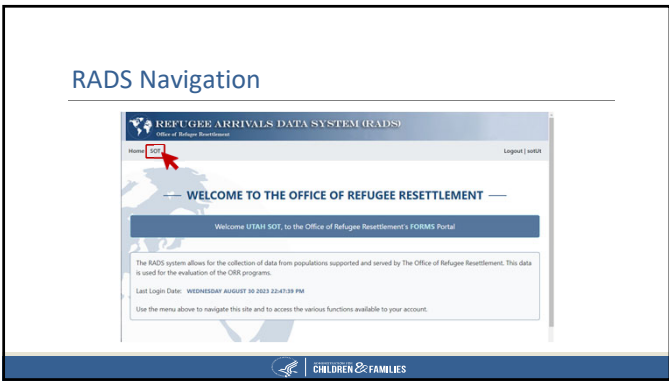 RADS Navigation
REFUGEE ARRIVALS DATA SYSTEM (RADS)
Office of Refugee Resettlement
Home SOT Logout | sotUt
WELCOME TO THE OFFICE OF REFUGEE RESETTLEMENT
Welcome UTAH SOT, to the Office of Refugee Resettlement's FORMS Portal
The RADS system allows for the collection of data from populations supported and served by The Office of Refugee Resettlement. This data
is used for the evaluation of the ORR programs.
Last Login Date: WEDNESDAY AUGUST 30 2023 22:47:39 PM
Use the menu above to navigate this site and to access the various functions available to your account.
ADMINISTRATION FOR
CHILDREN & FAMILIES